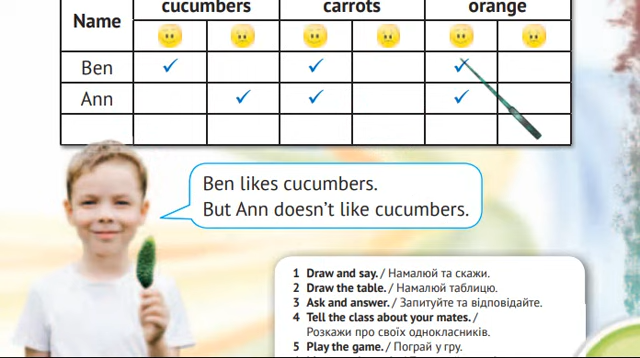 cucumbers carrots orange
Name
Ben ✓ ✓ ✓
Ann ✓ ✓ ✓
Ben likes cucumbers.
But Ann doesn't like cucumbers.
1 Draw and say. / Намалюй та скажи.
2 Draw the table. / Намалюй таблицю.
3 Ask and answer. / Запитуйте та відповідайте.
4 Tell the class about your mates. /
Розкажи про своїх однокласників.
5 Play the game. / Пограй у гру.